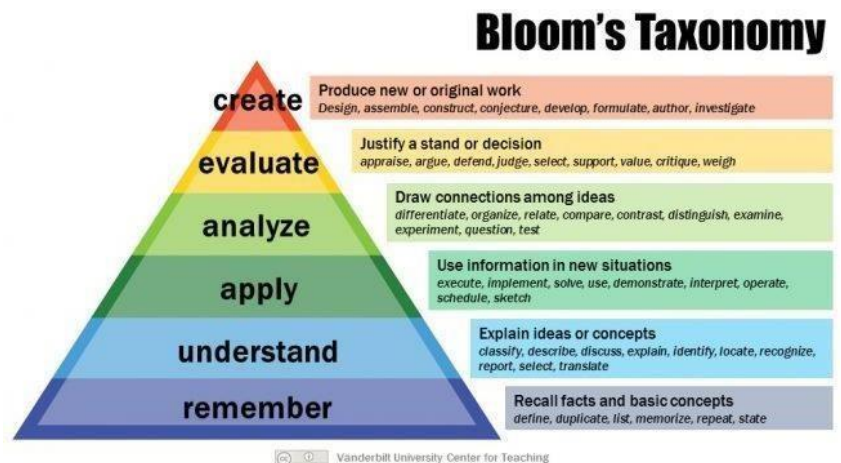 Bloom's Taxonomy
create
Produce new or original work
Design, assemble, construct, conjecture, develop, formulate, author, investigate
evaluate
Justify a stand or decision
appraise, argue, defend, judge, select, support, value, critique, weigh
analyze
Draw connections among ideas
differentiate, organize, relate, compare, contrast, distinguish, examine,
experiment, question, test
apply
Use information in new situations
execute, implement, solve, use, demonstrate, interpret, operate,
schedule, sketch
understand
Explain ideas or concepts
classify, describe, discuss, explain, identify, locate, recognize,
report, select, translate
remember
Recall facts and basic concepts
define, duplicate, list, memorize, repeat, state
cc Vanderbilt University Center for Teaching